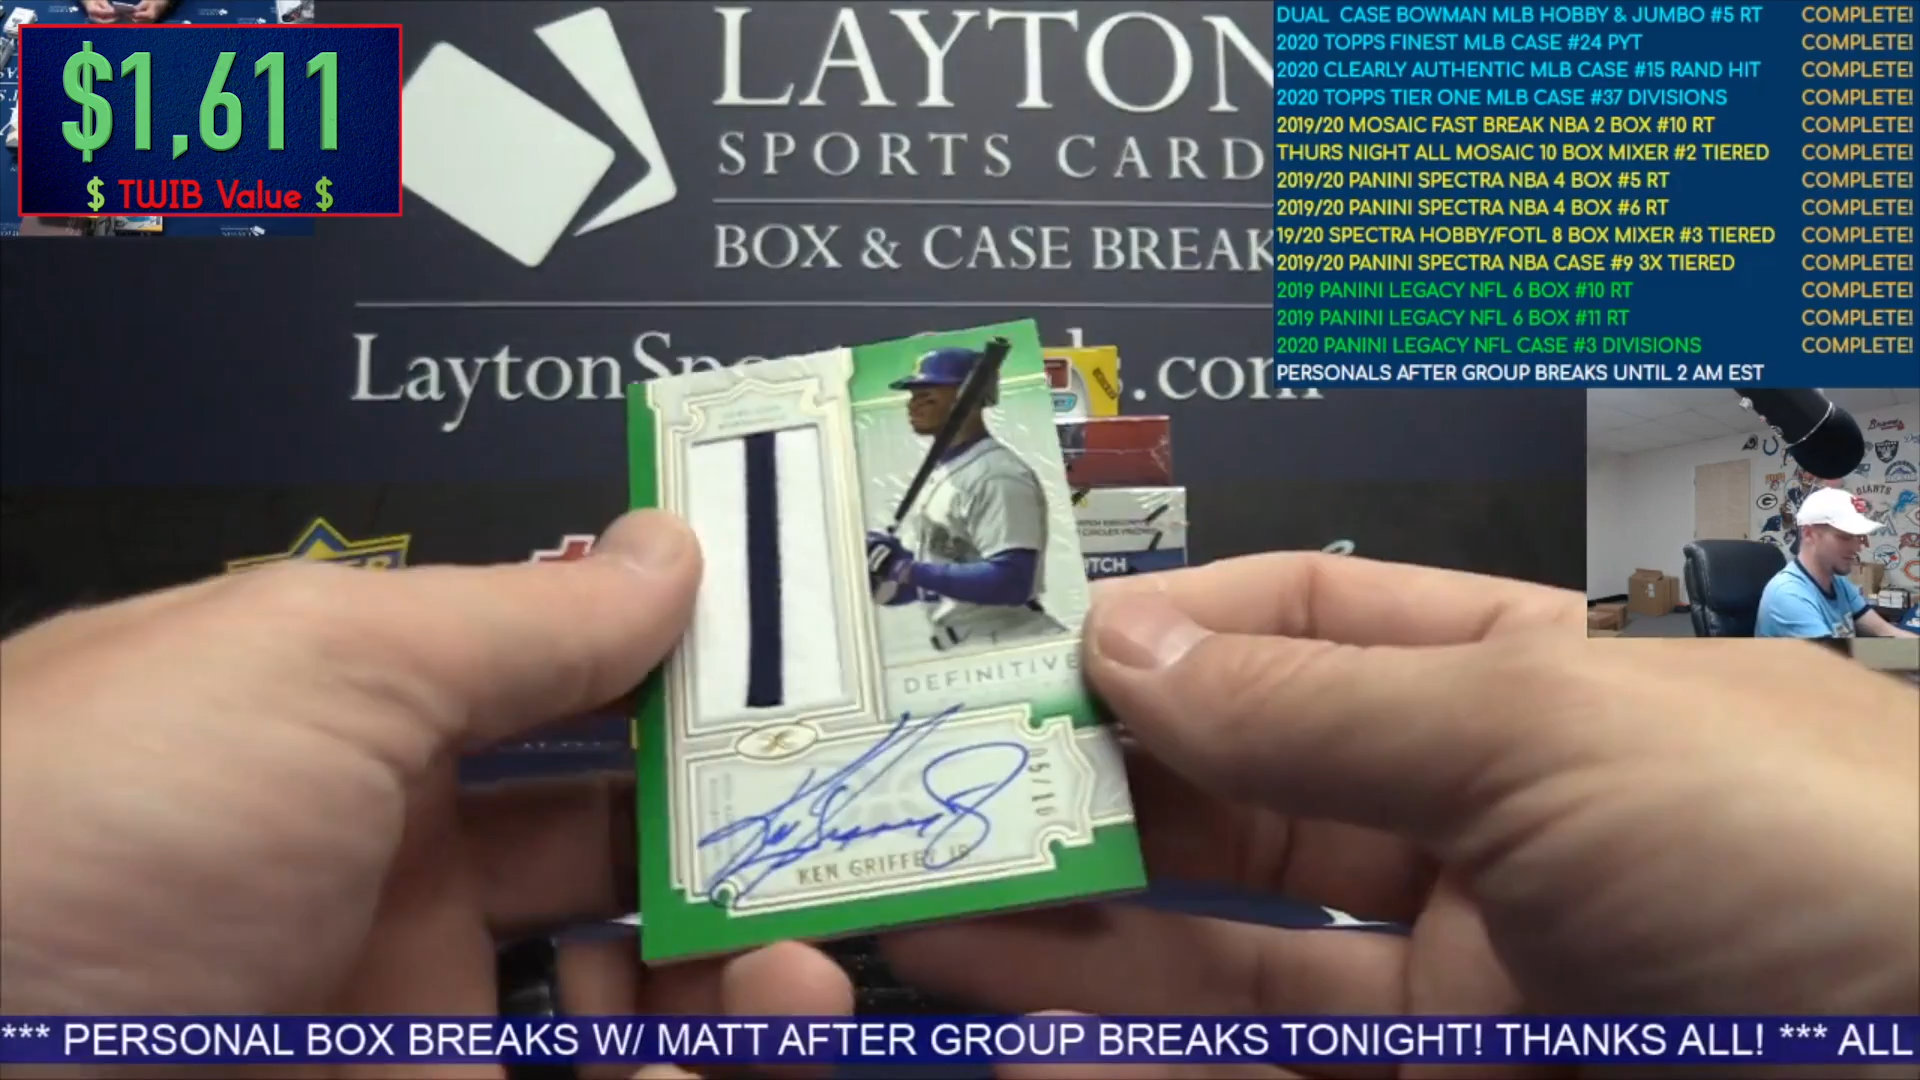 $1,611
$ TWIB Value $
LAYTON
SPORTS CARD
BOX & CASE BREAK
LaytonSpo s.com
DUAL CASE BOWMAN MLB HOBBY & JUMBO #5 RT COMPLETE!
2020 TOPPS FINEST MLB CASE #24 PYT COMPLETE!
2020 CLEARLY AUTHENTIC MLB CASE #15 RAND HIT COMPLETE!
2020 TOPPS TIER ONE MLB CASE #37 DIVISIONS COMPLETE!
2019/20 MOSAIC FAST BREAK NBA 2 BOX #10 RT COMPLETE!
THURS NIGHT ALL MOSAIC 10 BOX MIXER #2 TIERED COMPLETE!
2019/20 PANINI SPECTRA NBA 4 BOX #5 RT COMPLETE!
2019/20 PANINI SPECTRA NBA 4 BOX #6 RT COMPLETE!
19/20 SPECTRA HOBBY/FOTL 8 BOX MIXER #3 TIERED COMPLETE!
2019/20 PANINI SPECTRA NBA CASE #9 3X TIERED COMPLETE!
2019 PANINI LEGACY NFL 6 BOX #10 RT COMPLETE!
2019 PANINI LEGACY NFL 6 BOX #11 RT COMPLETE!
2020 PANINI LEGACY NFL CASE #3 DIVISIONS COMPLETE!
PERSONALS AFTER GROUP BREAKS UNTIL 2 AM EST
GIANTS
DEFINITIVE
05/10
KEN GRIFFEY JR
*** PERSONAL BOX BREAKS W/ MATT AFTER GROUP BREAKS TONIGHT! THANKS ALL! *** ALL